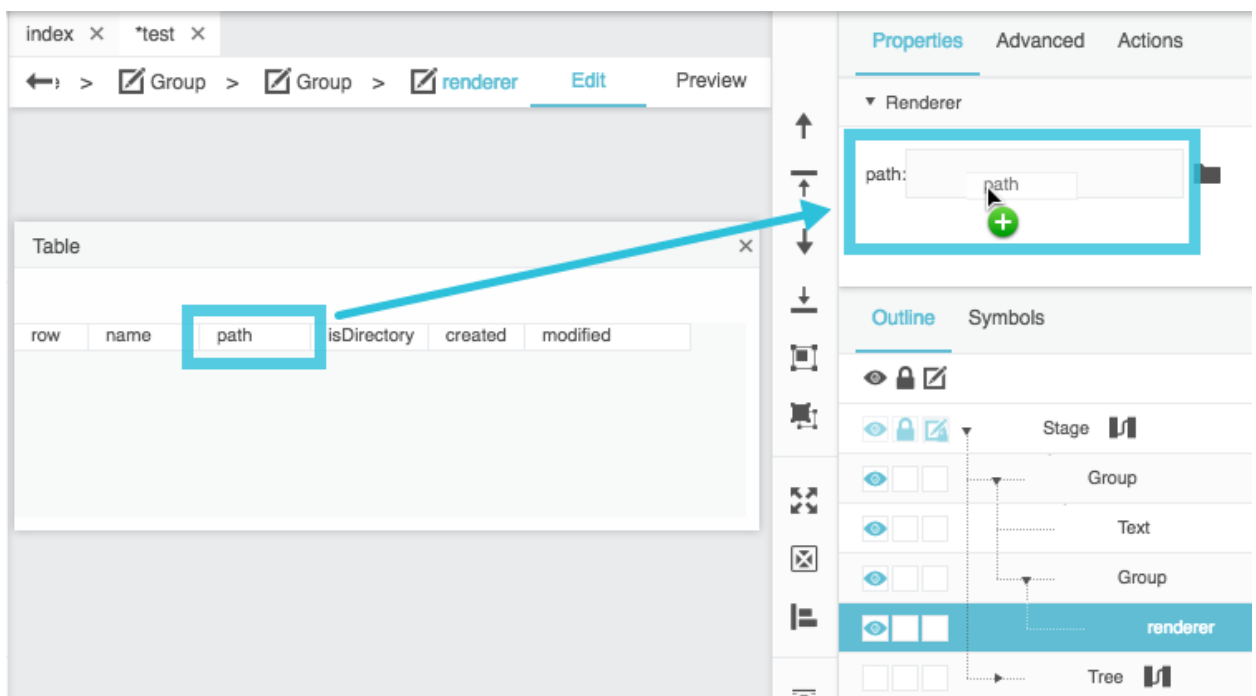 index × *test ×
> Group > Group > renderer Edit Preview
Properties Advanced Actions
Renderer
path:
path
Table ×
row name path isDirectory created modified
Outline Symbols
Stage
Group
Text
Group
renderer
Tree